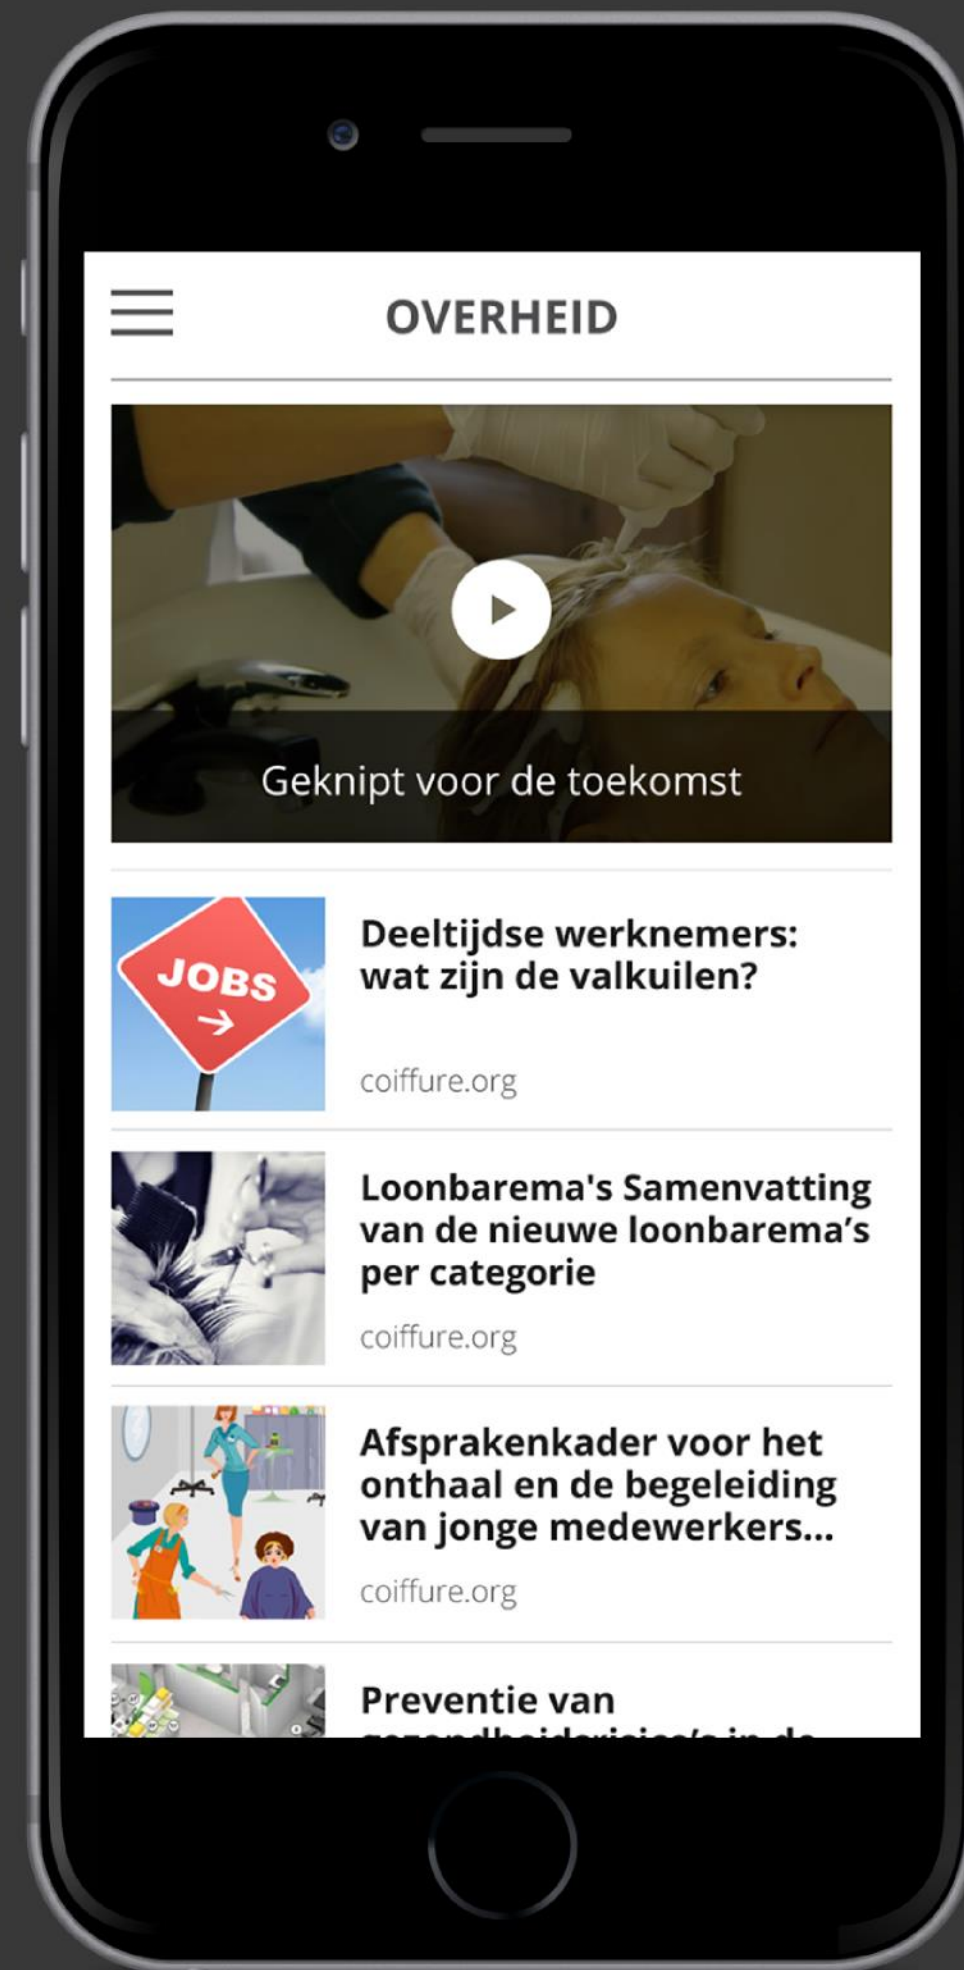 OVERHEID
Geknipt voor de toekomst
JOBS
Deeltijdse werknemers:
wat zijn de valkuilen?
coiffure.org
Loonbarema's Samenvatting
van de nieuwe loonbarema’s
per categorie
coiffure.org
Afsprakenkader voor het
onthaal en de begeleiding
van jonge medewerkers...
coiffure.org
Preventie van